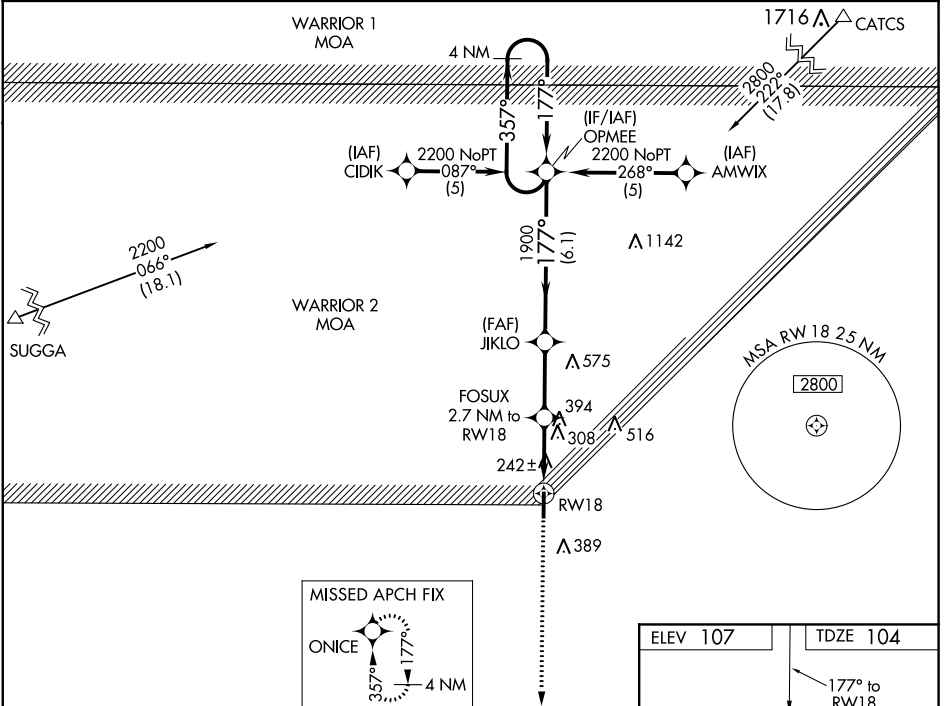 WARRIOR 1
MOA
1716
CATCS
4 NM
2800
222°
(17.8)
357°
177°
(IF/IAF)
OPMEE
(IAF)
CIDIK
2200 NoPT
087°
(5)
2200 NoPT
268°
(5)
(IAF)
AMWIX
1900
177°
(6.1)
1142
2200
066°
(18.1)
SUGGA
WARRIOR 2
MOA
(FAF)
JIKLO
575
MSA RW 18 25 NM
2800
FOSUX
2.7 NM to
RW18
394
308
516
242±
RW18
389
MISSED APCH FIX
ONICE
357°
177°
4 NM
ELEV 107
TDZE 104
177° to
RW18